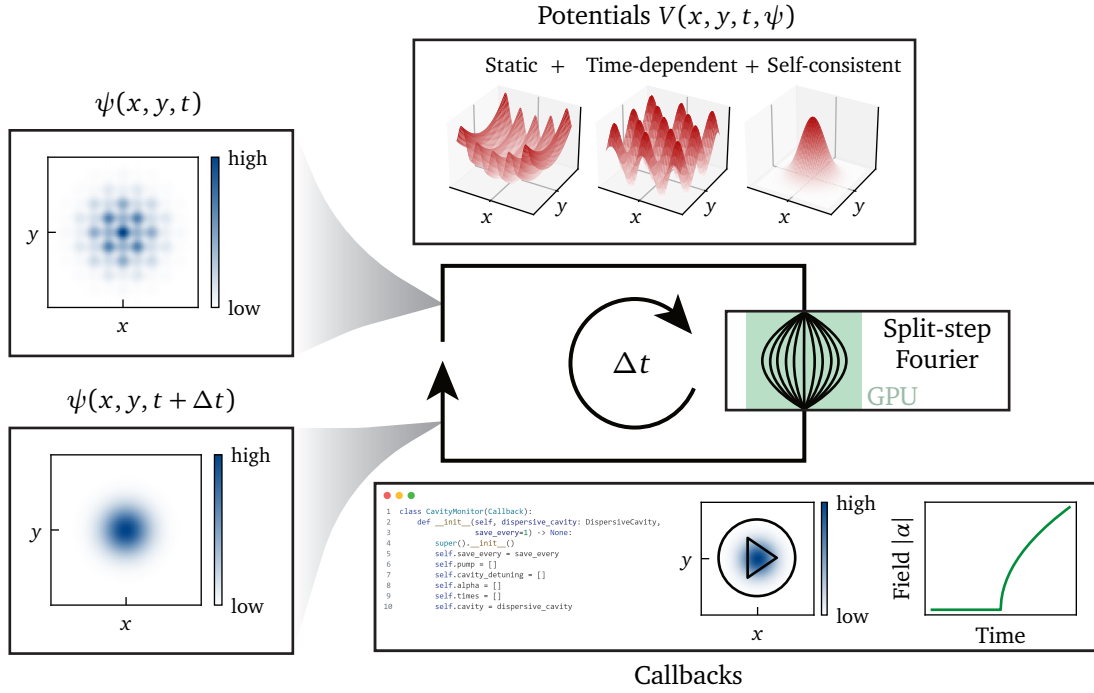 Potentials V(x, y, t, ψ)
Static + Time-dependent + Self-consistent
x
y
x
y
x
y
ψ(x, y, t)
high
y
low
x
Δt
Split-step
Fourier
GPU
ψ(x, y, t + Δt)
high
y
low
x
1 class CavityMonitor(Callback):
2 def __init__(self, dispersive_cavity: DispersiveCavity,
3 save_every=1) -> None:
4 super().__init__()
5 self.save_every = save_every
6 self.pump = []
7 self.cavity_detuning = []
8 self.alpha = []
9 self.times = []
10 self.cavity = dispersive_cavity
high
y
low
x
Field |α|
Time
Callbacks